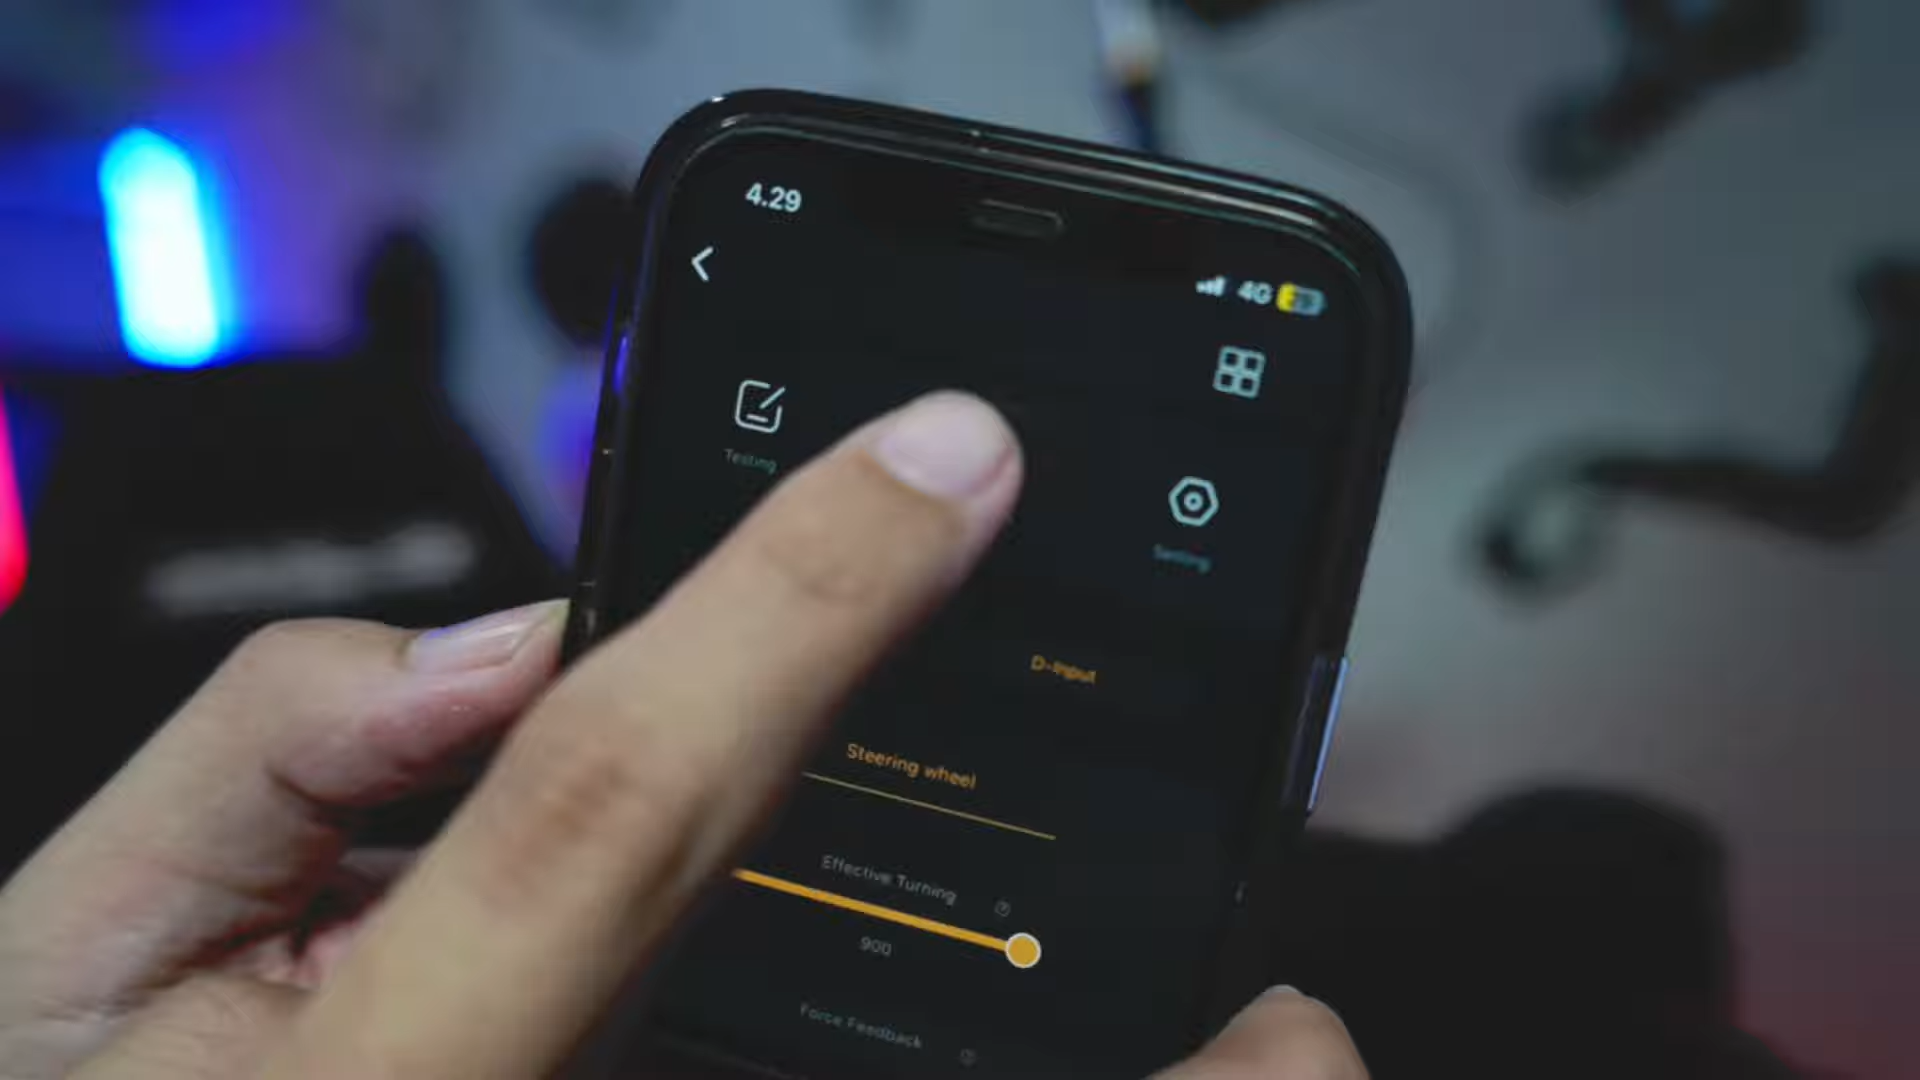 4.29
4G
Testing
Setting
D-Input
Steering wheel
Effective Turning
900
Force Feedback